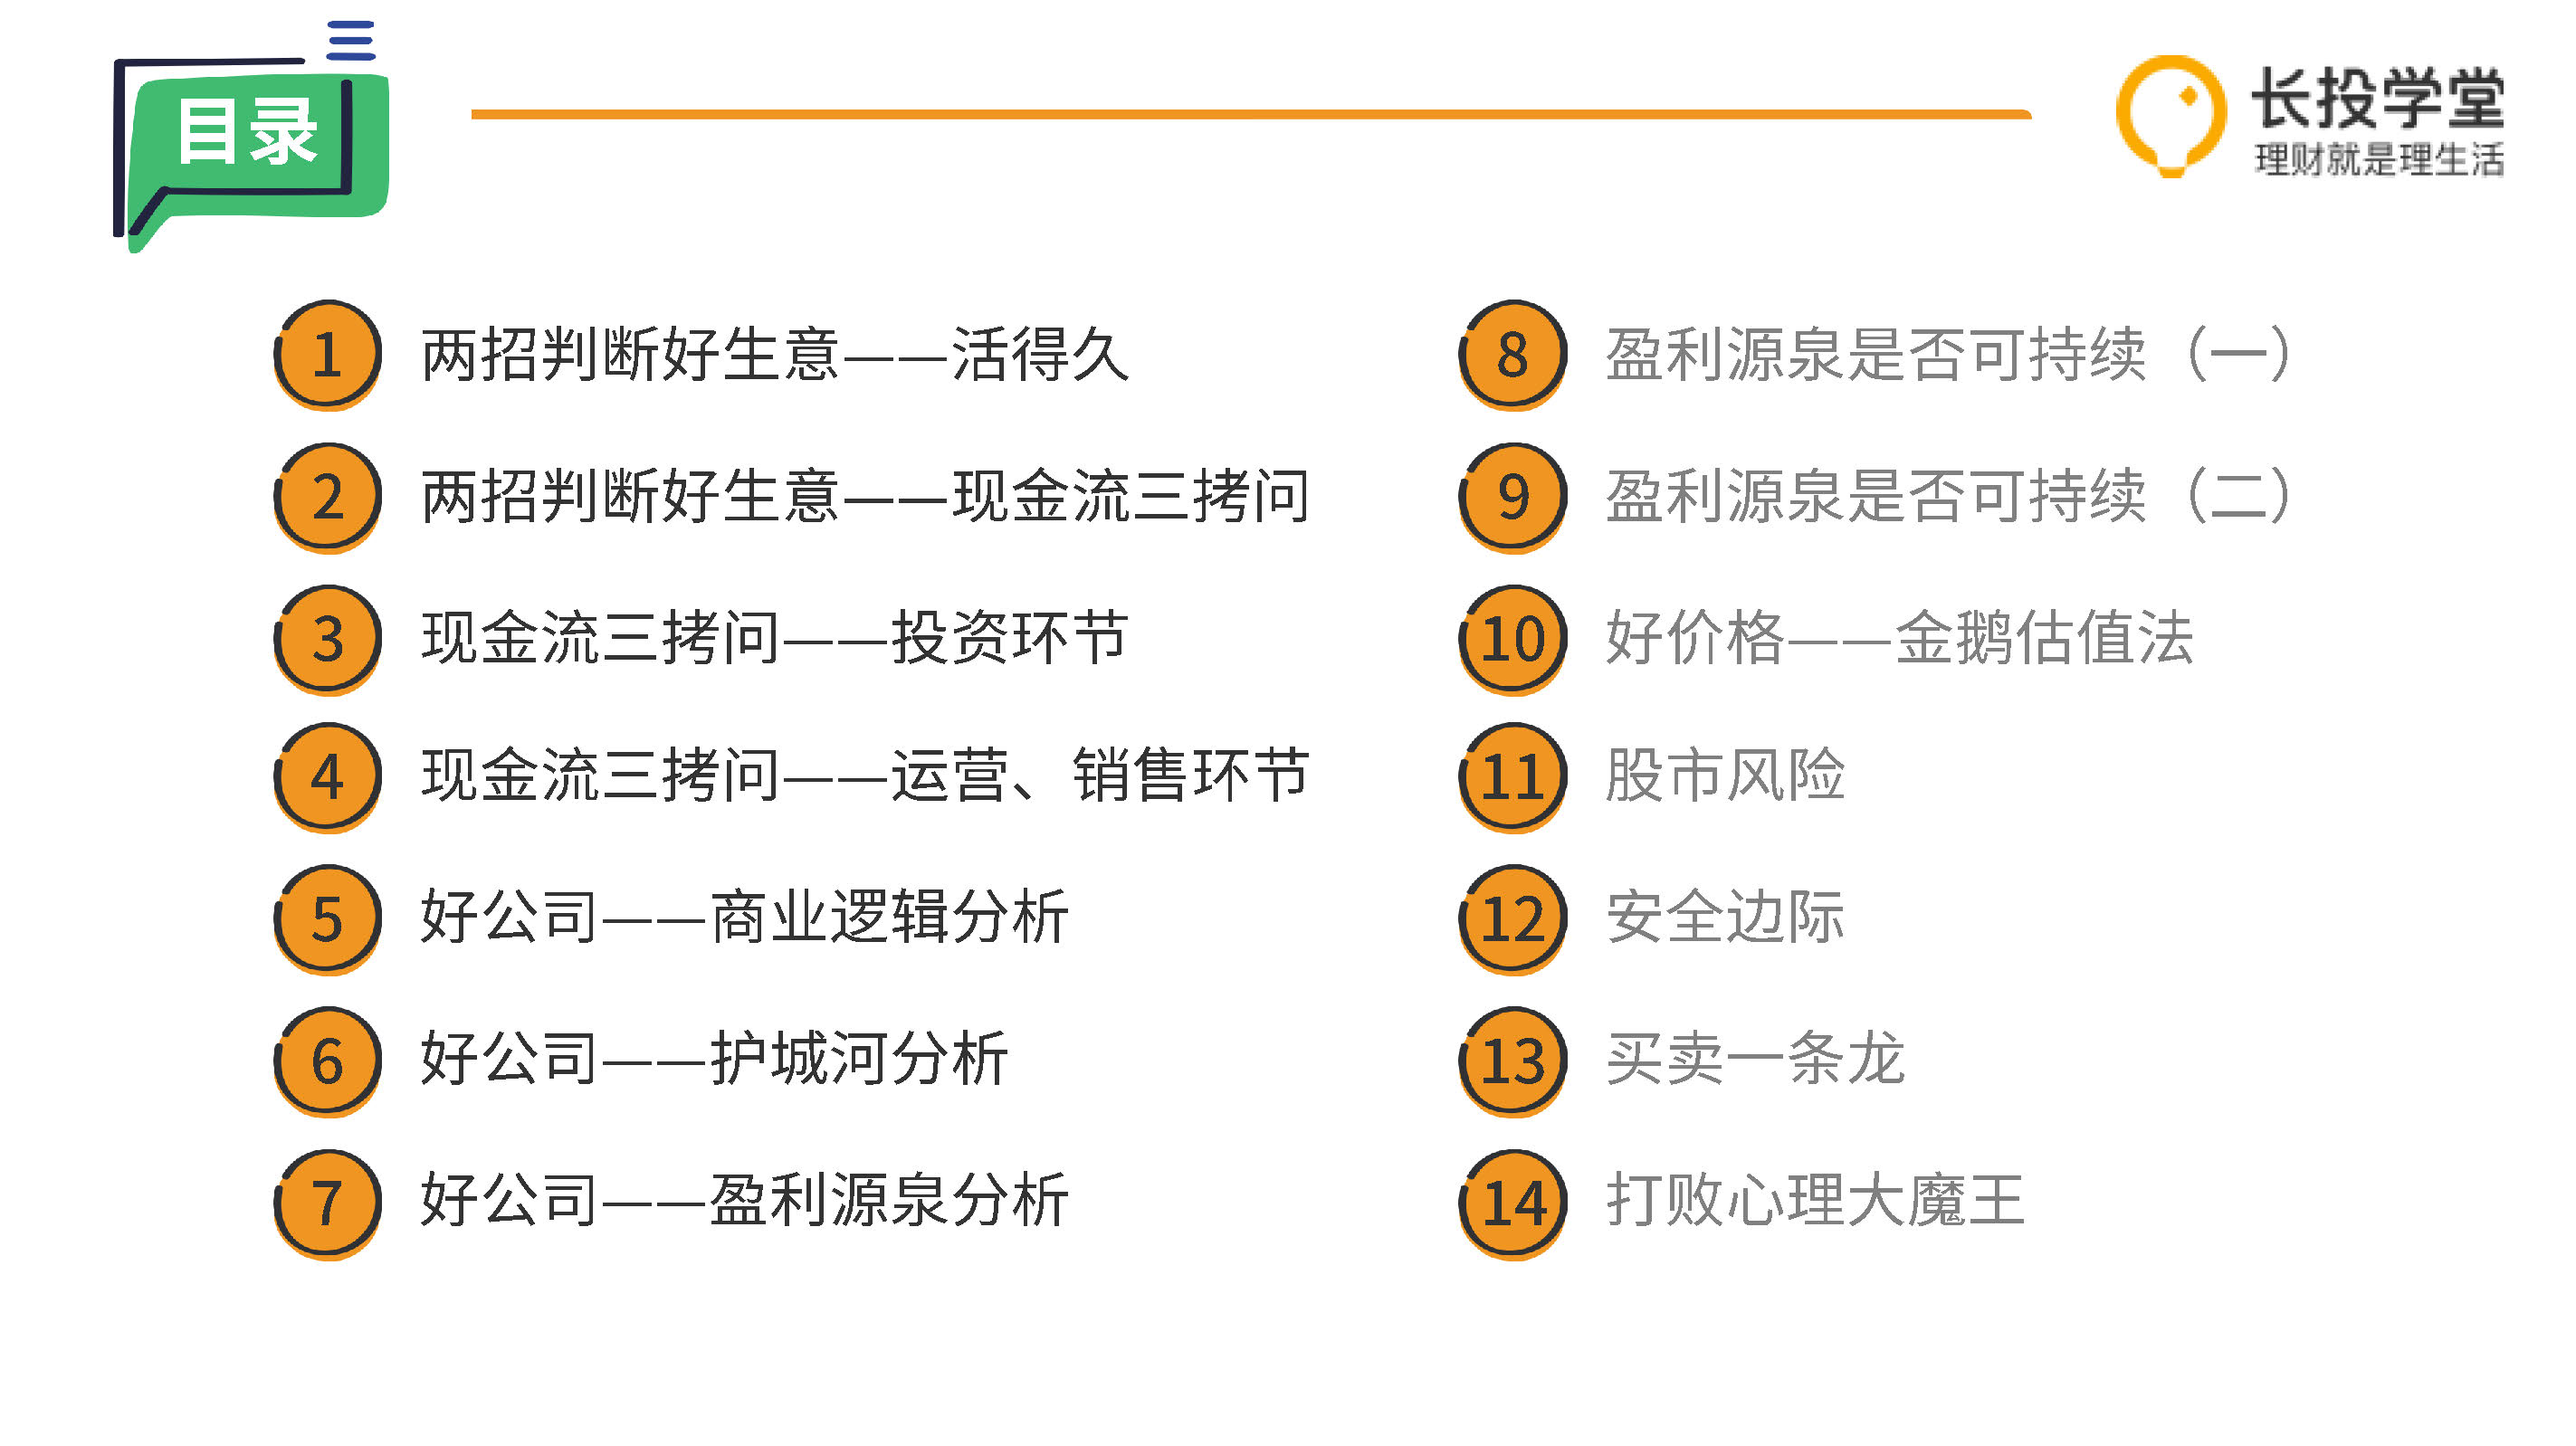 目录
长投学堂
理财就是理生活
1 两招判断好生意——活得久
2 两招判断好生意——现金流三拷问
3 现金流三拷问——投资环节
4 现金流三拷问——运营、销售环节
5 好公司——商业逻辑分析
6 好公司——护城河分析
7 好公司——盈利源泉分析
8 盈利源泉是否可持续（一）
9 盈利源泉是否可持续（二）
10 好价格——金鹅估值法
11 股市风险
12 安全边际
13 买卖一条龙
14 打败心理大魔王